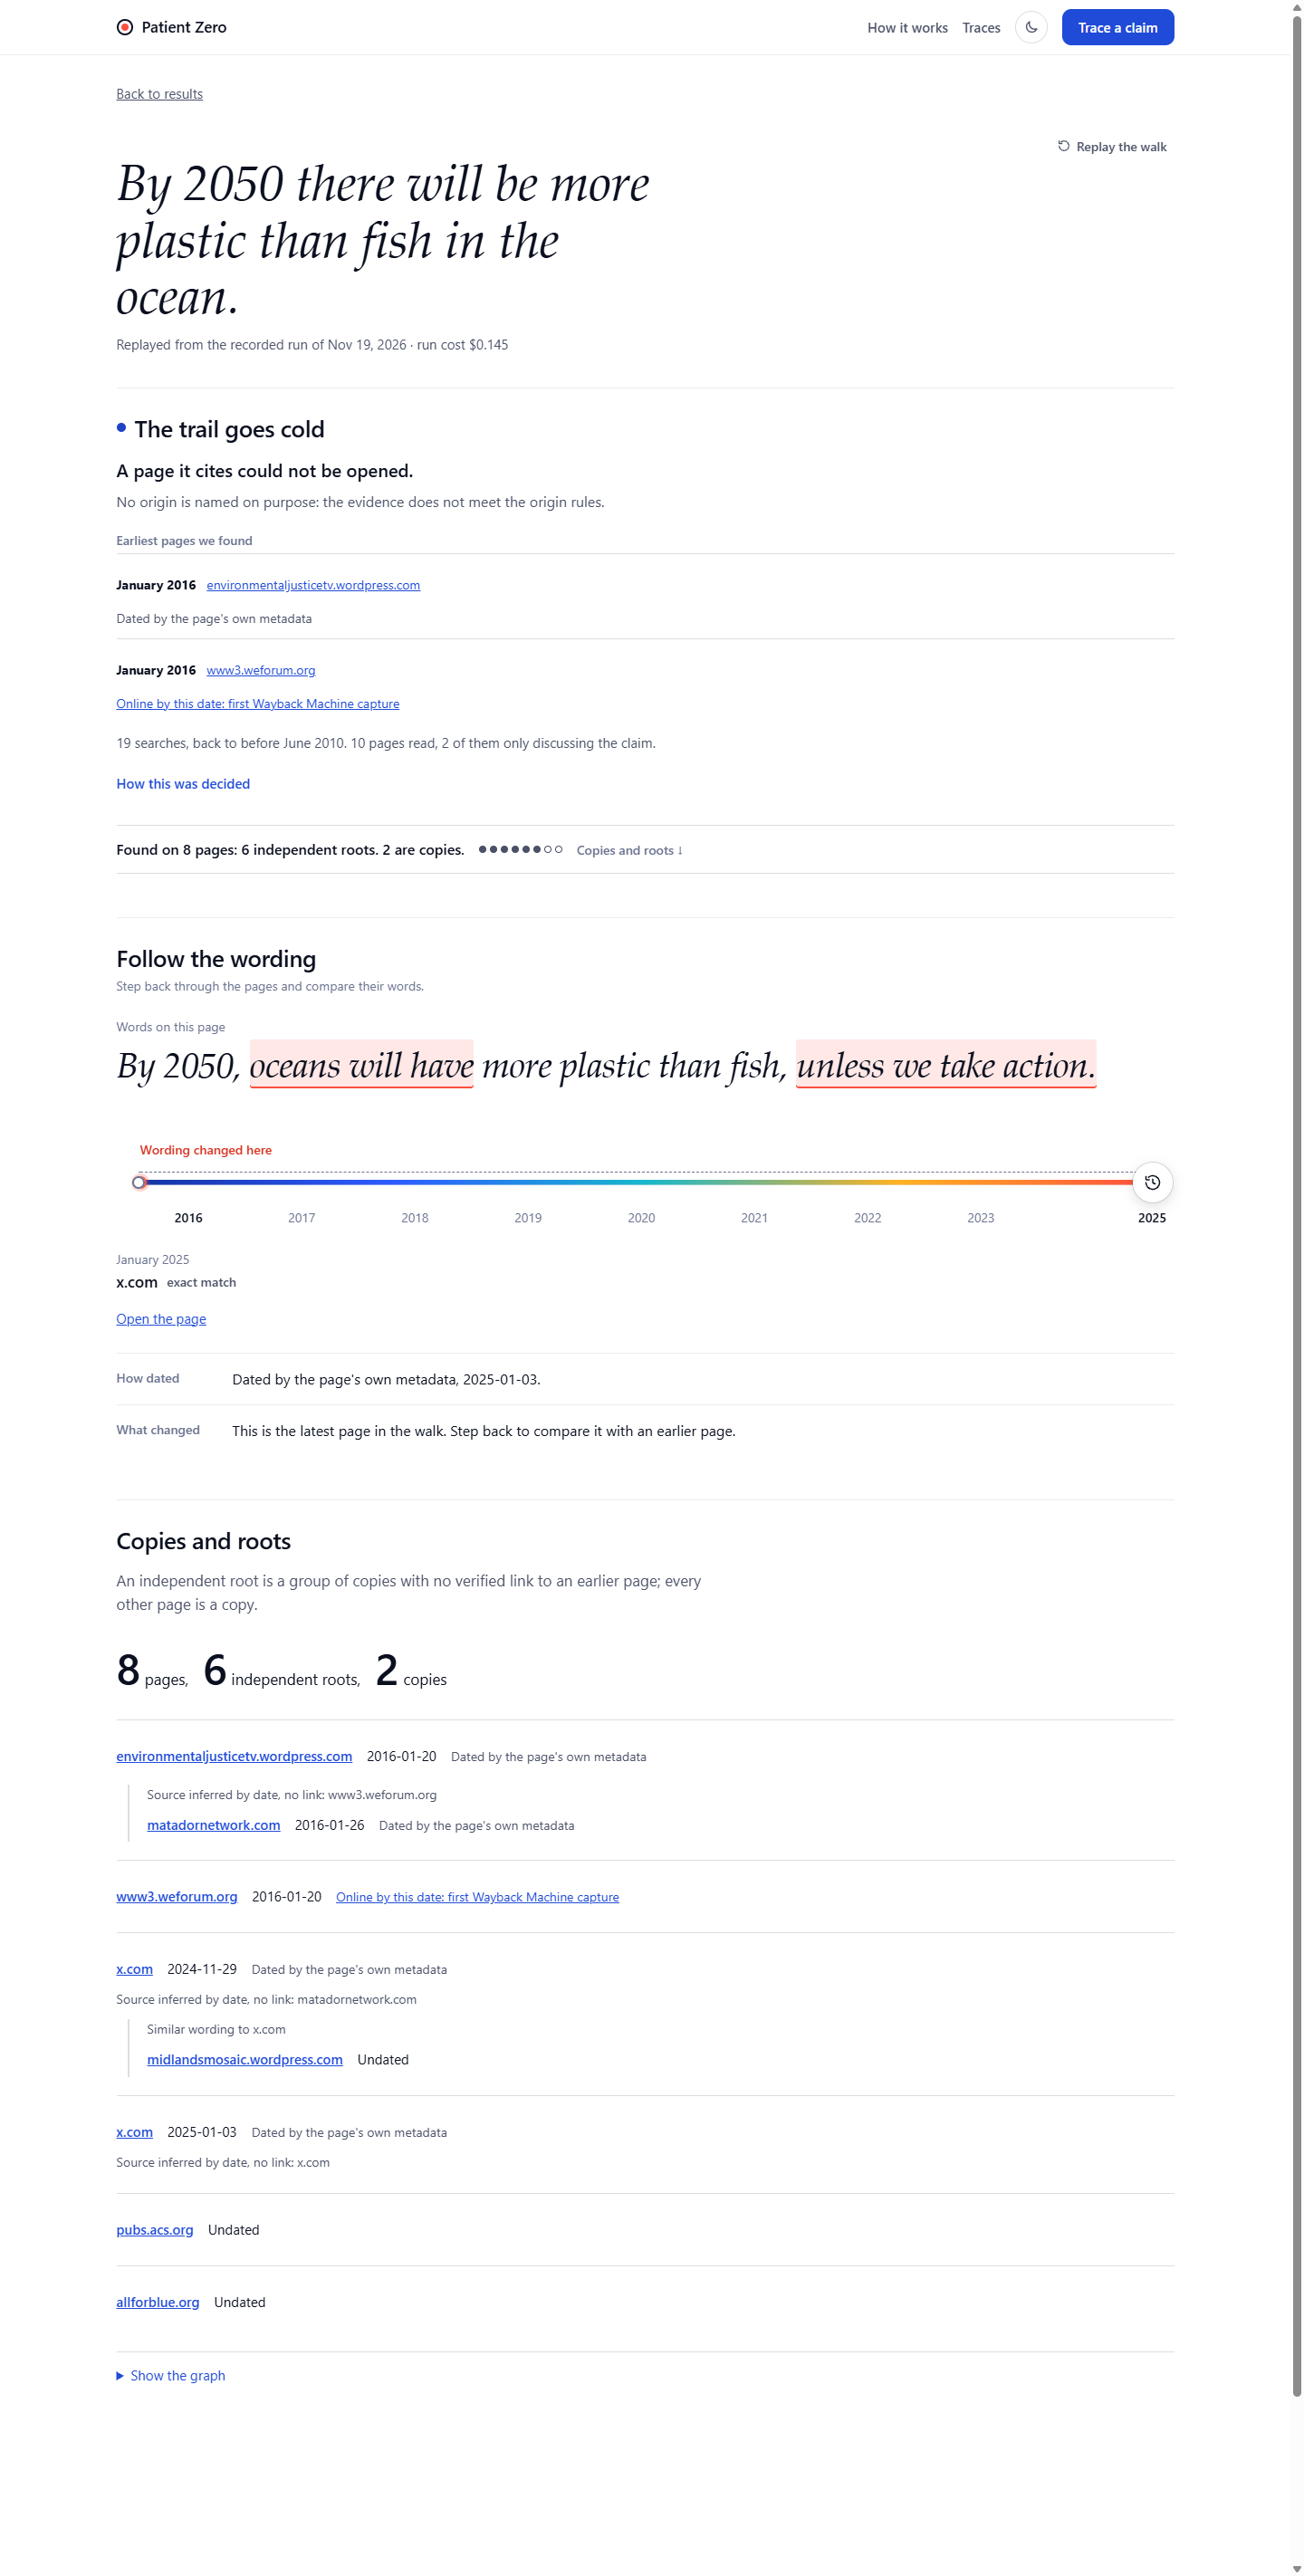 Patient Zero
How it works
Traces
Trace a claim
Back to results
Replay the walk
By 2050 there will be more
plastic than fish in the
ocean.
Replayed from the recorded run of Nov 19, 2026 · run cost $0.145
The trail goes cold
A page it cites could not be opened.
No origin is named on purpose: the evidence does not meet the origin rules.
Earliest pages we found
January 2016 environmentaljusticetv.wordpress.com
Dated by the page's own metadata
January 2016 www3.weforum.org
Online by this date: first Wayback Machine capture
19 searches, back to before June 2010. 10 pages read, 2 of them only discussing the claim.
How this was decided
Found on 8 pages: 6 independent roots. 2 are copies. Copies and roots ↓
Follow the wording
Step back through the pages and compare their words.
Words on this page
By 2050, oceans will have more plastic than fish, unless we take action.
Wording changed here
2016 2017 2018 2019 2020 2021 2022 2023 2025
January 2025
x.com exact match
Open the page
How dated Dated by the page's own metadata, 2025-01-03.
What changed This is the latest page in the walk. Step back to compare it with an earlier page.
Copies and roots
An independent root is a group of copies with no verified link to an earlier page; every
other page is a copy.
8 pages, 6 independent roots, 2 copies
environmentaljusticetv.wordpress.com 2016-01-20 Dated by the page's own metadata
Source inferred by date, no link: www3.weforum.org
matadornetwork.com 2016-01-26 Dated by the page's own metadata
www3.weforum.org 2016-01-20 Online by this date: first Wayback Machine capture
x.com 2024-11-29 Dated by the page's own metadata
Source inferred by date, no link: matadornetwork.com
Similar wording to x.com
midlandsmosaic.wordpress.com Undated
x.com 2025-01-03 Dated by the page's own metadata
Source inferred by date, no link: x.com
pubs.acs.org Undated
allforblue.org Undated
Show the graph